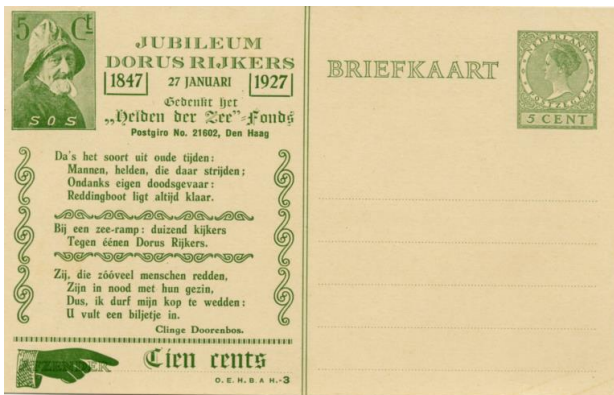 5 Ct
SOS
JUBILEUM
DORUS RIJKERS
1847 27 JANUARI 1927
Gedenkt het
„Helden der Zee"-Fonds
Postgiro No. 21602, Den Haag
Da's het soort uit oude tijden:
Mannen, helden, die daar strijden;
Ondanks eigen doodsgevaar:
Reddingboot ligt altijd klaar.
Bij een zee-ramp: duizend kijkers
Tegen éénen Dorus Rijkers.
Zij, die zóóveel menschen redden,
Zijn in nood met hun gezin,
Dus, ik durf mijn kop te wedden:
U vult een biljetje in.
Clinge Doorenbos.
AFZENDER
Tien cents
O. E. H. B. A H.-3
BRIEFKAART
NEDERLAND
5 CENT